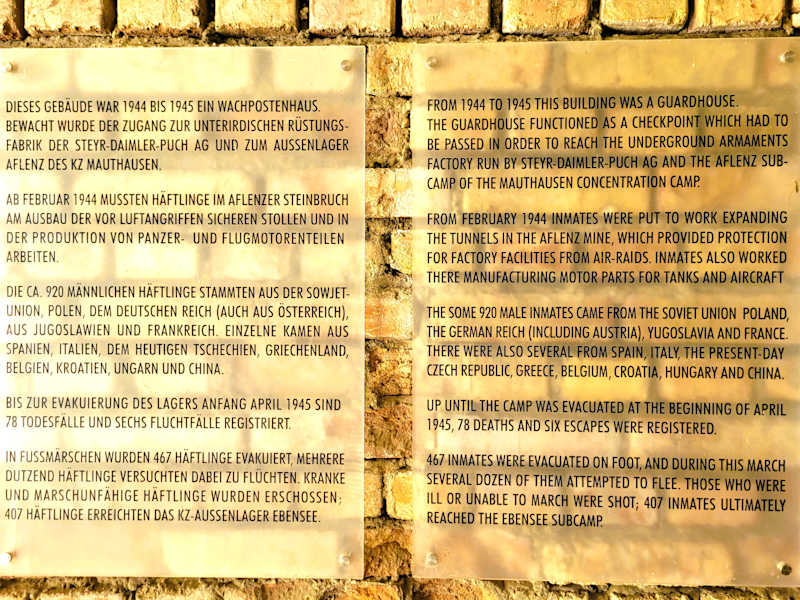 DIESES GEBÄUDE WAR 1944 BIS 1945 EIN WACHPOSTENHAUS.
BEWACHT WURDE DER ZUGANG ZUR UNTERIRDISCHEN RÜSTUNGS-
FABRIK DER STEYR-DAIMLER-PUCH AG UND ZUM AUSSENLAGER
AFLENZ DES KZ MAUTHAUSEN.
AB FEBRUAR 1944 MUSSTEN HÄFTLINGE IM AFLENZER STEINBRUCH
AM AUSBAU DER VOR LUFTANGRIFFEN SICHEREN STOLLEN UND IN
DER PRODUKTION VON PANZER- UND FLUGMOTORENTEILEN
ARBEITEN.
DIE CA. 920 MÄNNLICHEN HÄFTLINGE STAMMTEN AUS DER SOWJET-
UNION, POLEN, DEM DEUTSCHEN REICH (AUCH AUS ÖSTERREICH),
AUS JUGOSLAWIEN UND FRANKREICH. EINZELNE KAMEN AUS
SPANIEN, ITALIEN, DEM HEUTIGEN TSCHECHIEN, GRIECHENLAND,
BELGIEN, KROATIEN, UNGARN UND CHINA.
BIS ZUR EVAKUIERUNG DES LAGERS ANFANG APRIL 1945 SIND
78 TODESFÄLLE UND SECHS FLUCHTFÄLLE REGISTRIERT.
IN FUSSMÄRSCHEN WURDEN 467 HÄFTLINGE EVAKUIERT, MEHRERE
DUTZEND HÄFTLINGE VERSUCHTEN DABEI ZU FLÜCHTEN. KRANKE
UND MARSCHUNFÄHIGE HÄFTLINGE WURDEN ERSCHOSSEN;
407 HÄFTLINGE ERREICHTEN DAS KZ-AUSSENLAGER EBENSEE.
FROM 1944 TO 1945 THIS BUILDING WAS A GUARDHOUSE.
THE GUARDHOUSE FUNCTIONED AS A CHECKPOINT WHICH HAD TO
BE PASSED IN ORDER TO REACH THE UNDERGROUND ARMAMENTS
FACTORY RUN BY STEYR-DAIMLER-PUCH AG AND THE AFLENZ SUB-
CAMP OF THE MAUTHAUSEN CONCENTRATION CAMP.
FROM FEBRUARY 1944 INMATES WERE PUT TO WORK EXPANDING
THE TUNNELS IN THE AFLENZ MINE, WHICH PROVIDED PROTECTION
FOR FACTORY FACILITIES FROM AIR-RAIDS. INMATES ALSO WORKED
THERE MANUFACTURING MOTOR PARTS FOR TANKS AND AIRCRAFT
THE SOME 920 MALE INMATES CAME FROM THE SOVIET UNION POLAND,
THE GERMAN REICH (INCLUDING AUSTRIA), YUGOSLAVIA AND FRANCE.
THERE WERE ALSO SEVERAL FROM SPAIN, ITALY, THE PRESENT-DAY
CZECH REPUBLIC, GREECE, BELGIUM, CROATIA, HUNGARY AND CHINA.
UP UNTIL THE CAMP WAS EVACUATED AT THE BEGINNING OF APRIL
1945, 78 DEATHS AND SIX ESCAPES WERE REGISTERED.
467 INMATES WERE EVACUATED ON FOOT, AND DURING THIS MARCH
SEVERAL DOZEN OF THEM ATTEMPTED TO FLEE. THOSE WHO WERE
ILL OR UNABLE TO MARCH WERE SHOT; 407 INMATES ULTIMATELY
REACHED THE EBENSEE SUBCAMP.